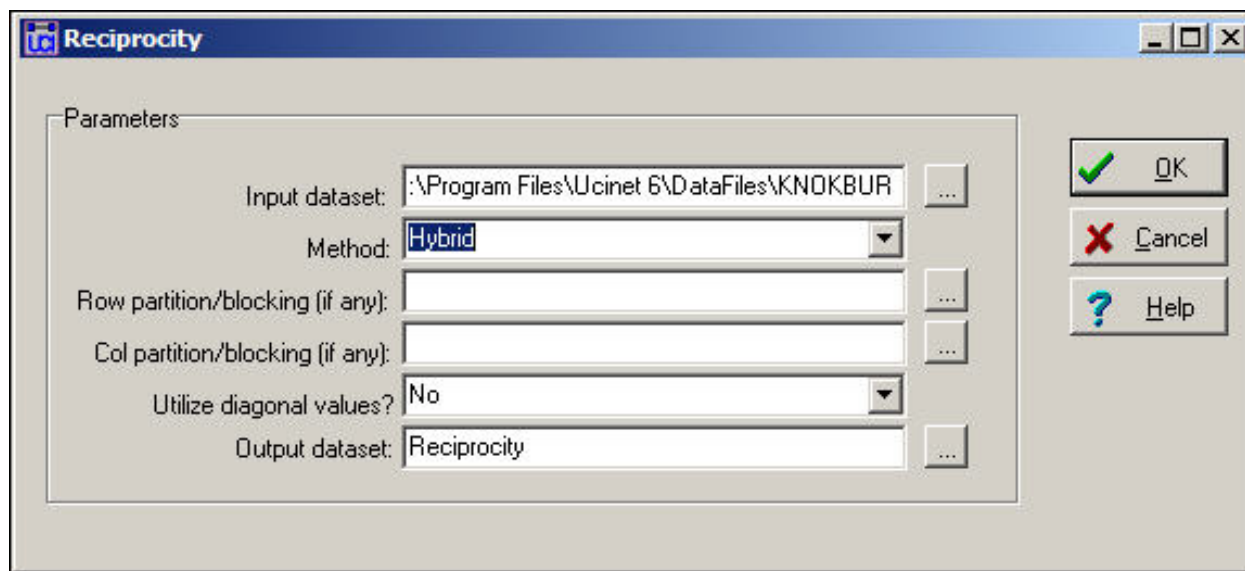 Reciprocity
Parameters
Input dataset: :\Program Files\Ucinet 6\DataFiles\KNOKBUR ...
Method: Hybrid
Row partition/blocking (if any): ...
Col partition/blocking (if any): ...
Utilize diagonal values? No
Output dataset: Reciprocity ...
OK
Cancel
Help